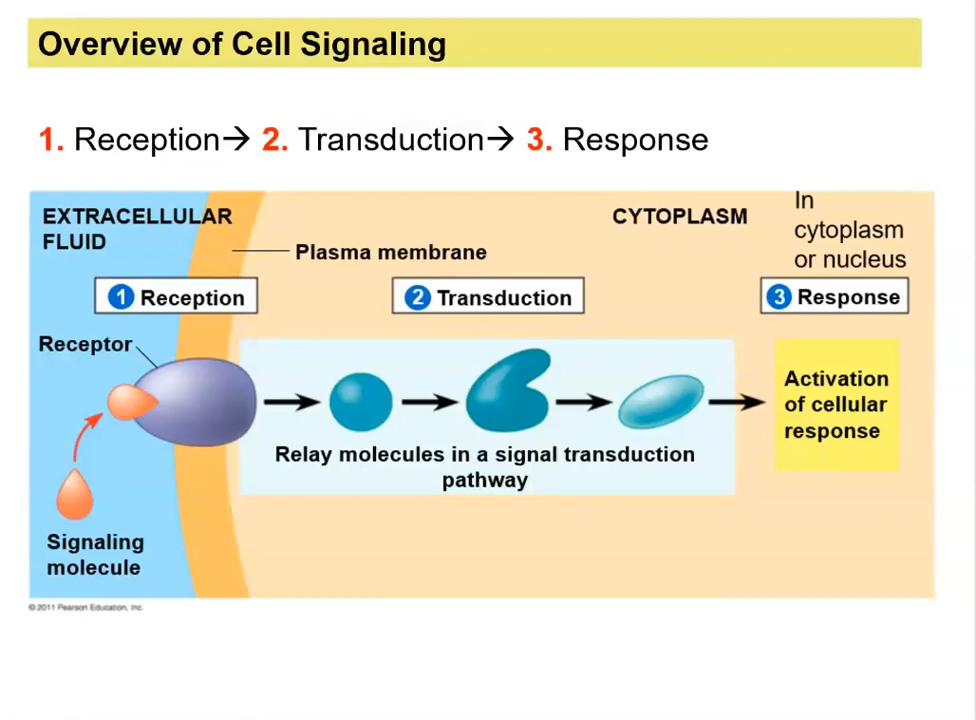 Overview of Cell Signaling
1. Reception→ 2. Transduction→ 3. Response
EXTRACELLULAR
FLUID
Plasma membrane
CYTOPLASM
In
cytoplasm
or nucleus
1 Reception
2 Transduction
3 Response
Receptor
Activation
of cellular
response
Relay molecules in a signal transduction
pathway
Signaling
molecule
© 2011 Pearson Education, Inc.